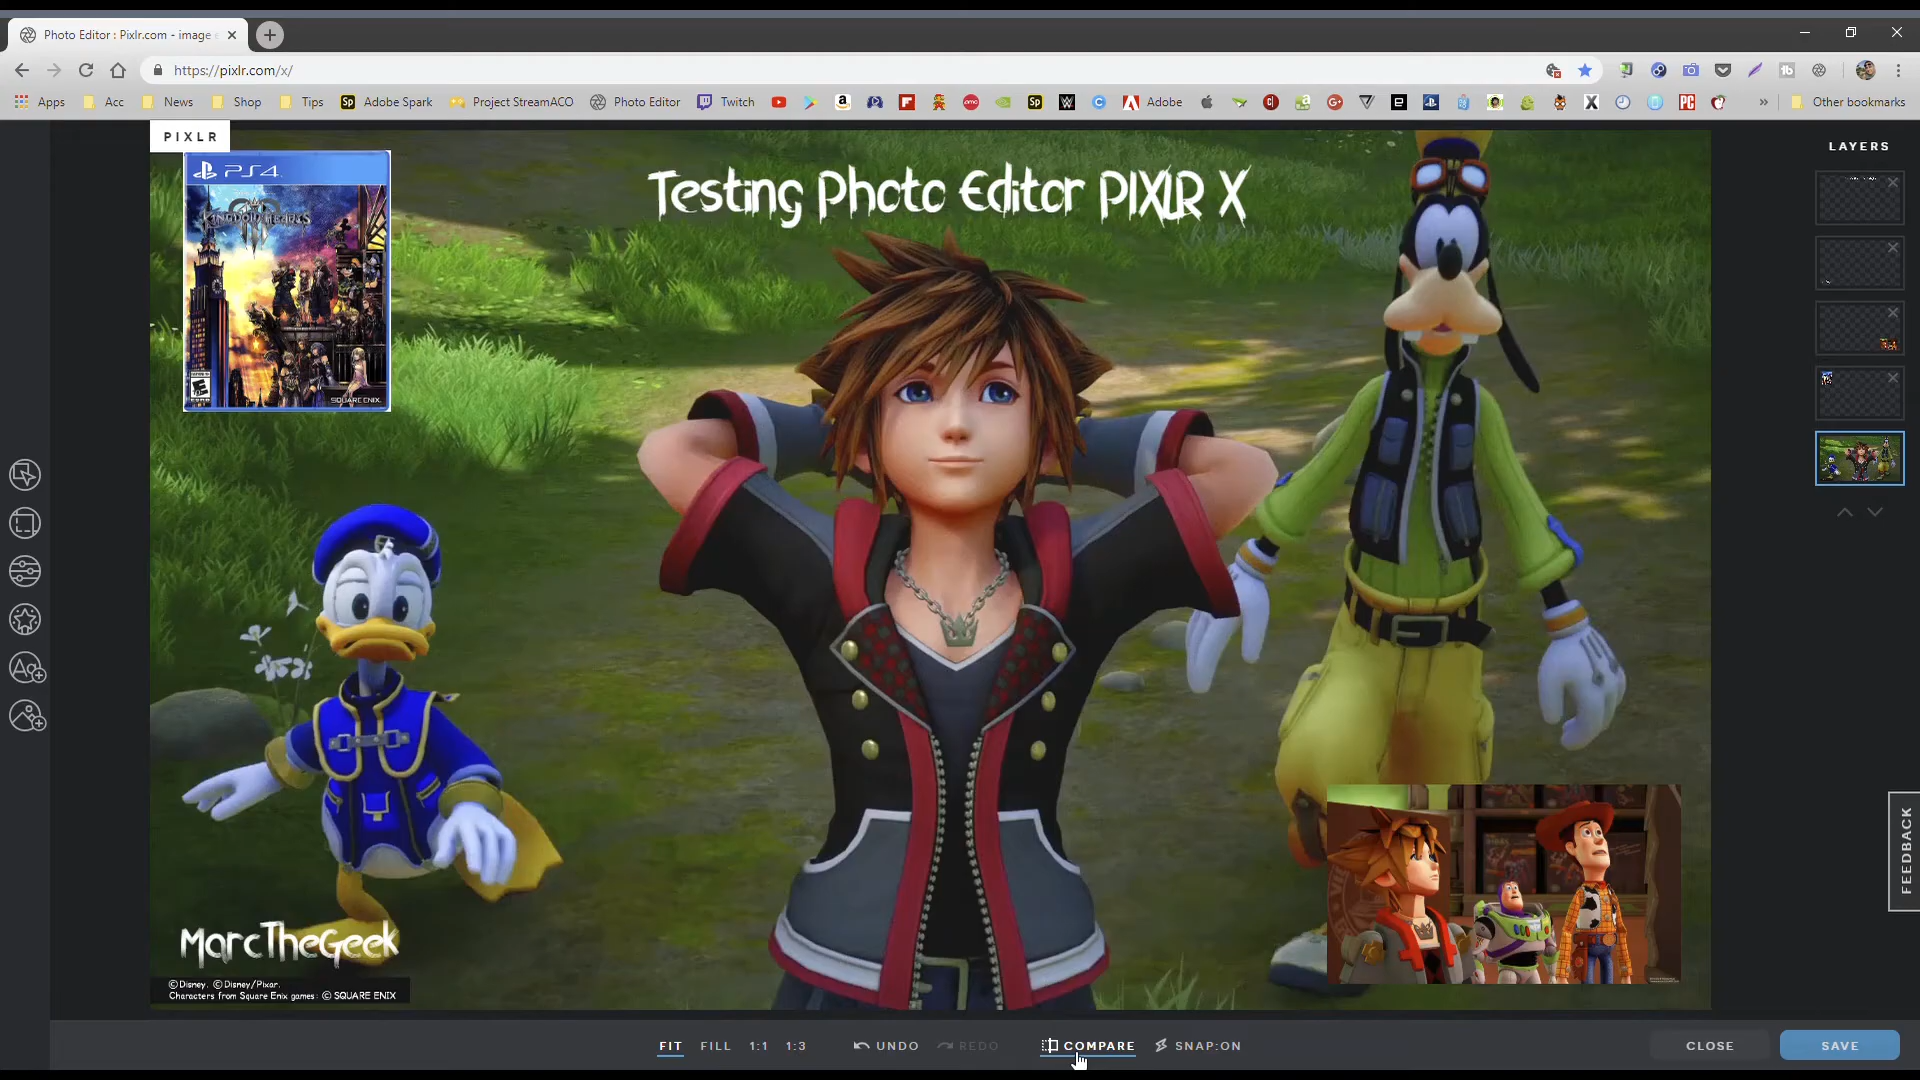 Photo Editor : Pixlr.com - image e
https://pixlr.com/x/
Apps Acc News Shop Tips Sp Adobe Spark Project StreamACO Photo Editor Twitch Adobe Other bookmarks
PIXLR
PS4
KINGDOM HEARTS
III
E
SQUARE ENIX.
Testing Photo Editor PIXLR X
LAYERS
FEEDBACK
MarcTheGeek
©Disney. ©Disney/Pixar.
Characters from Square Enix games: © SQUARE ENIX
FIT FILL 1:1 1:3 UNDO REDO COMPARE SNAP:ON CLOSE SAVE